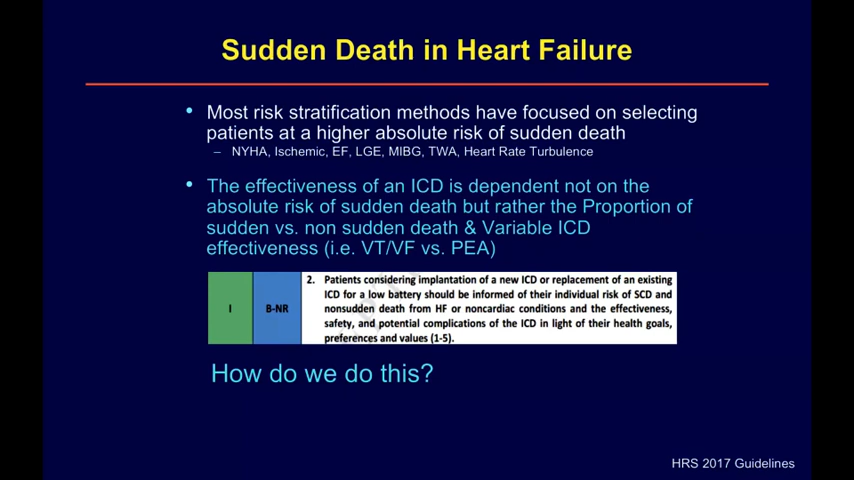 Sudden Death in Heart Failure
• Most risk stratification methods have focused on selecting
patients at a higher absolute risk of sudden death
– NYHA, Ischemic, EF, LGE, MIBG, TWA, Heart Rate Turbulence
• The effectiveness of an ICD is dependent not on the
absolute risk of sudden death but rather the Proportion of
sudden vs. non sudden death & Variable ICD
effectiveness (i.e. VT/VF vs. PEA)
I
B-NR
2. Patients considering implantation of a new ICD or replacement of an existing
ICD for a low battery should be informed of their individual risk of SCD and
nonsudden death from HF or noncardiac conditions and the effectiveness,
safety, and potential complications of the ICD in light of their health goals,
preferences and values (1-5).
How do we do this?
HRS 2017 Guidelines